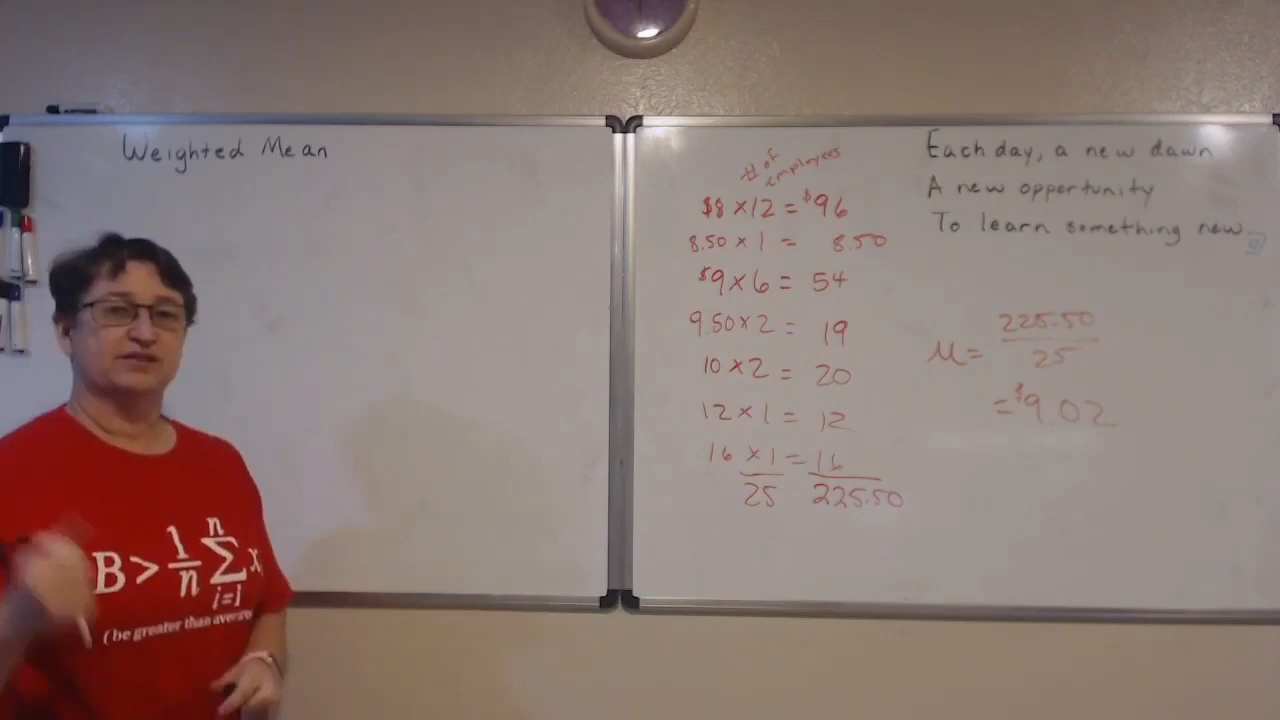 Weighted Mean
# of
employees
$8 × 12 = $96
8.50 × 1 = 8.50
$9 × 6 = 54
9.50 × 2 = 19
10 × 2 = 20
12 × 1 = 12
16 × 1 = 16
25 225.50
Each day, a new dawn
A new opportunity
To learn something new
μ = 225.50
25
= $9.02
B > 1/n n Σ i=1 x
(be greater than average